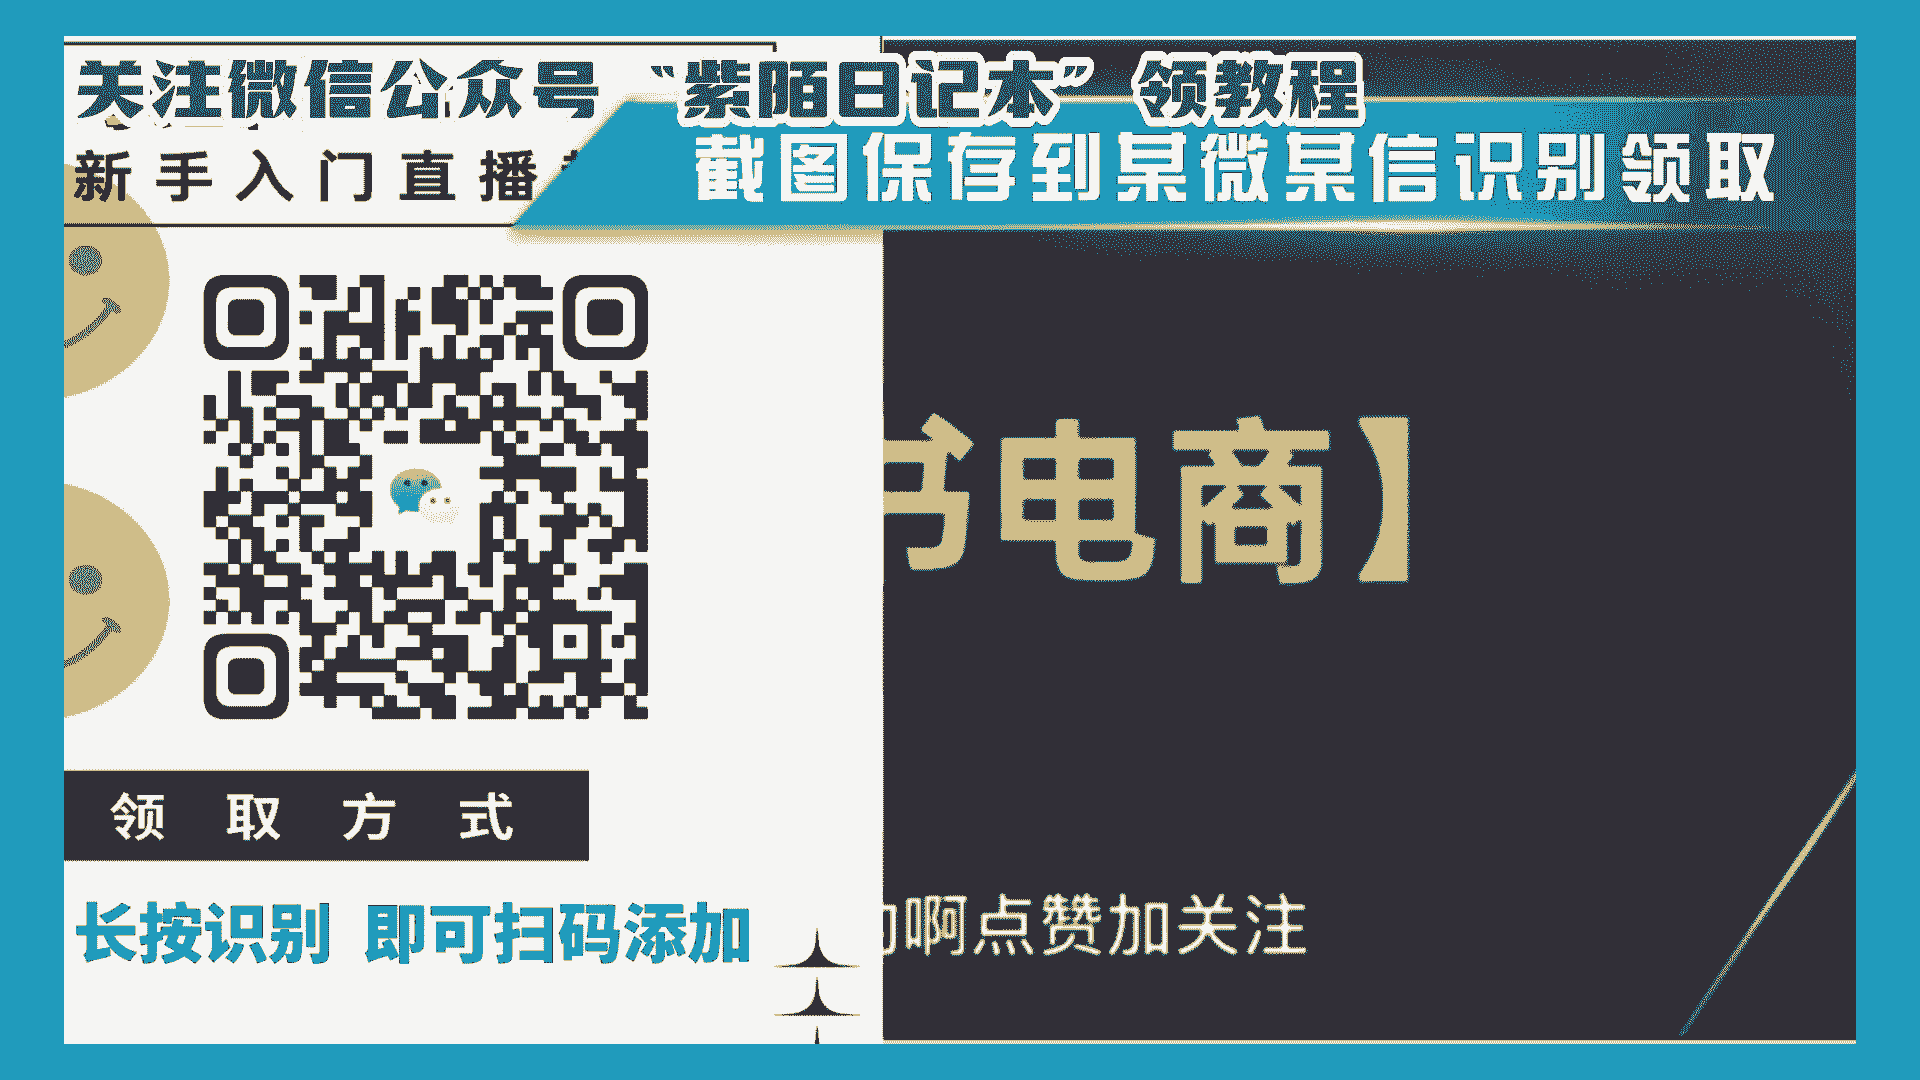 关注微信公众号 “紫陌日记本” 领教程
截图保存到某微某信识别领取
新手入门直播
书电商】
领取方式
长按识别 即可扫码添加
啊点赞加关注